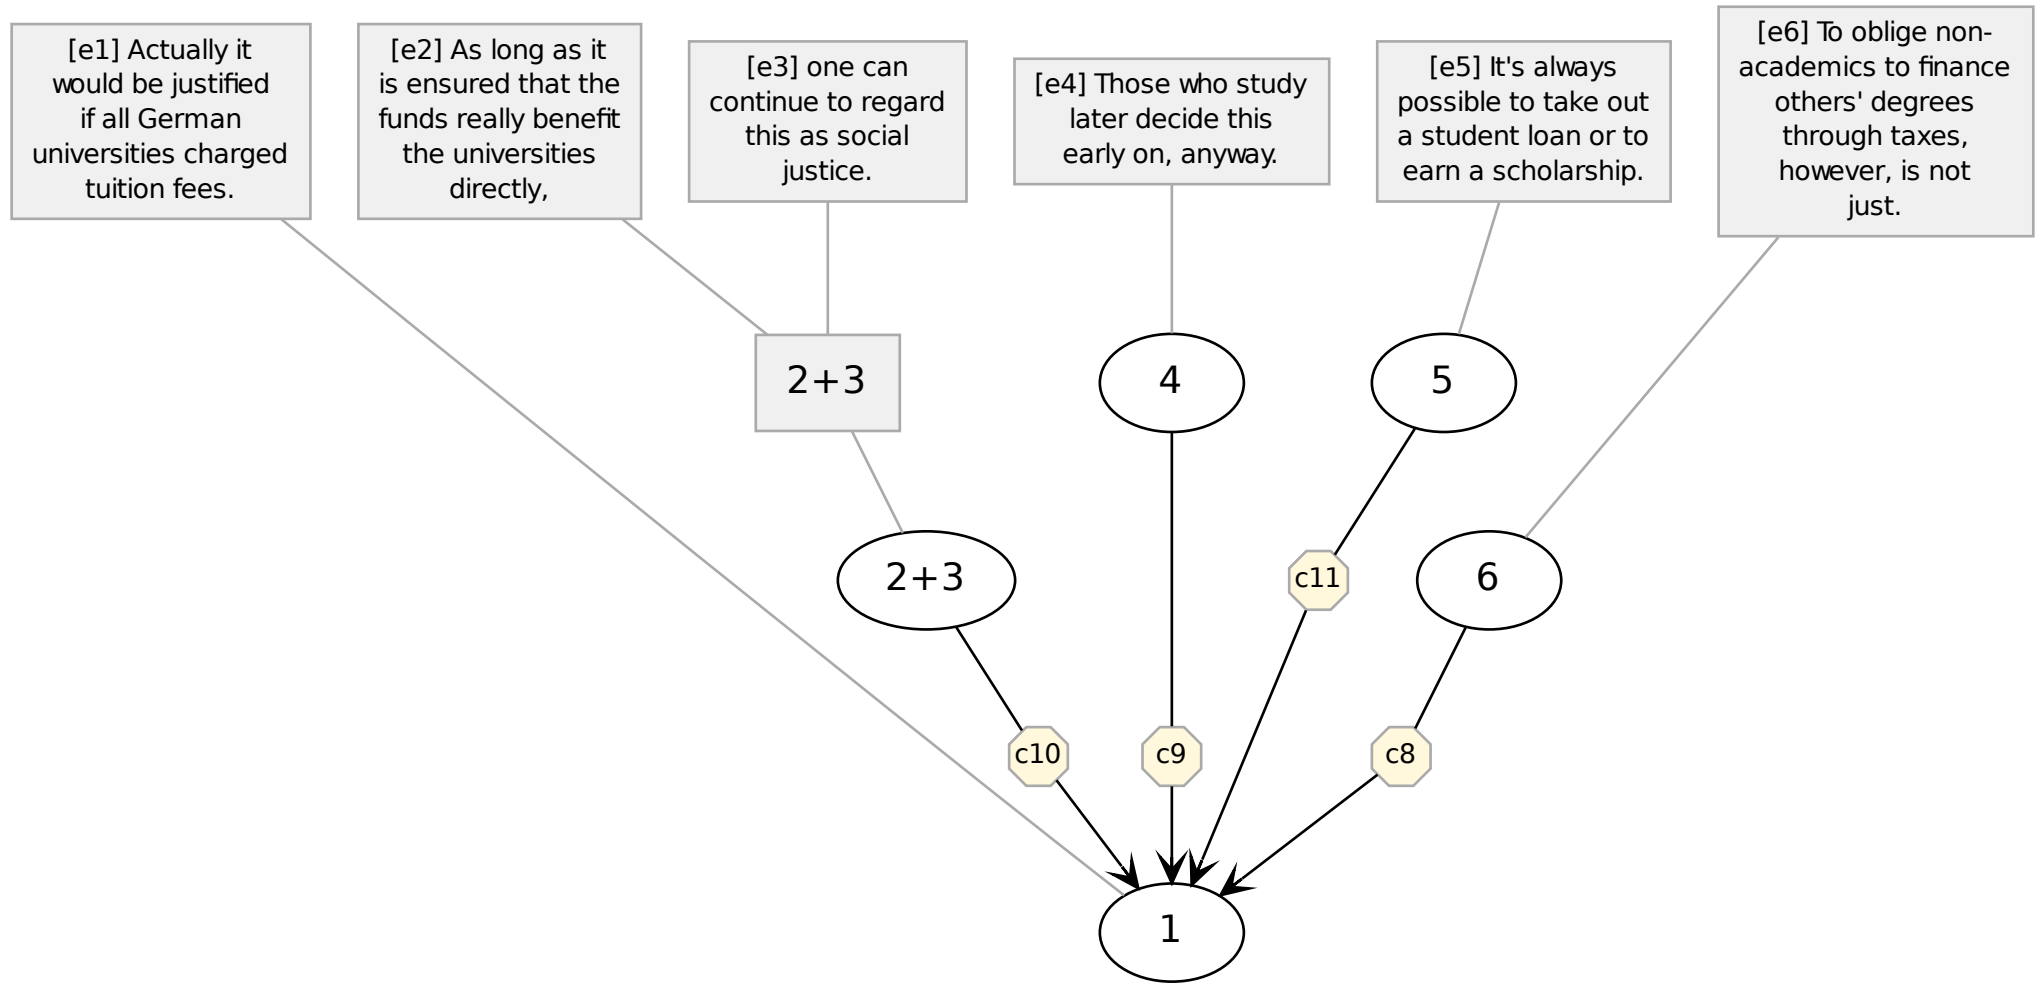 [e1] Actually it
would be justified
if all German
universities charged
tuition fees.
[e2] As long as it
is ensured that the
funds really benefit
the universities
directly,
[e3] one can
continue to regard
this as social
justice.
[e4] Those who study
later decide this
early on, anyway.
[e5] It's always
possible to take out
a student loan or to
earn a scholarship.
[e6] To oblige non-
academics to finance
others' degrees
through taxes,
however, is not
just.
2+3
4
5
2+3
c11
6
c10
c9
c8
1